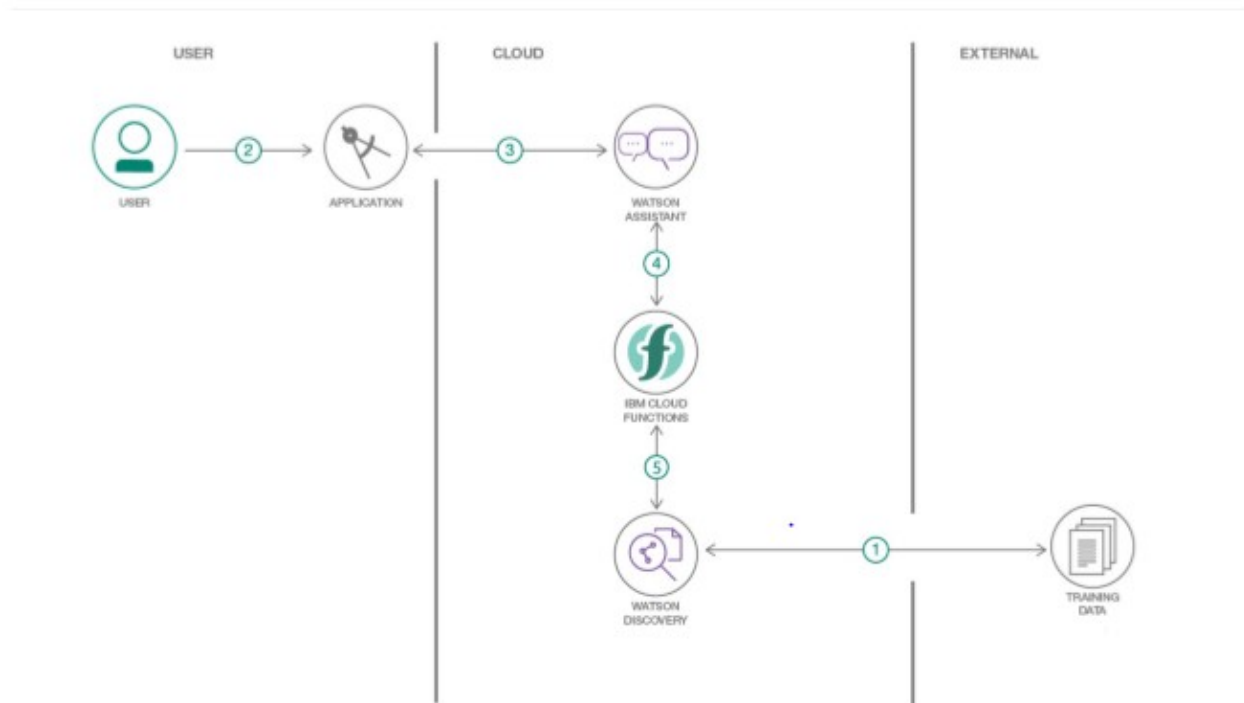 USER
CLOUD
EXTERNAL
2
3
USER
APPLICATION
WATSON
ASSISTANT
4
IBM CLOUD
FUNCTIONS
5
1
WATSON
DISCOVERY
TRAINING
DATA